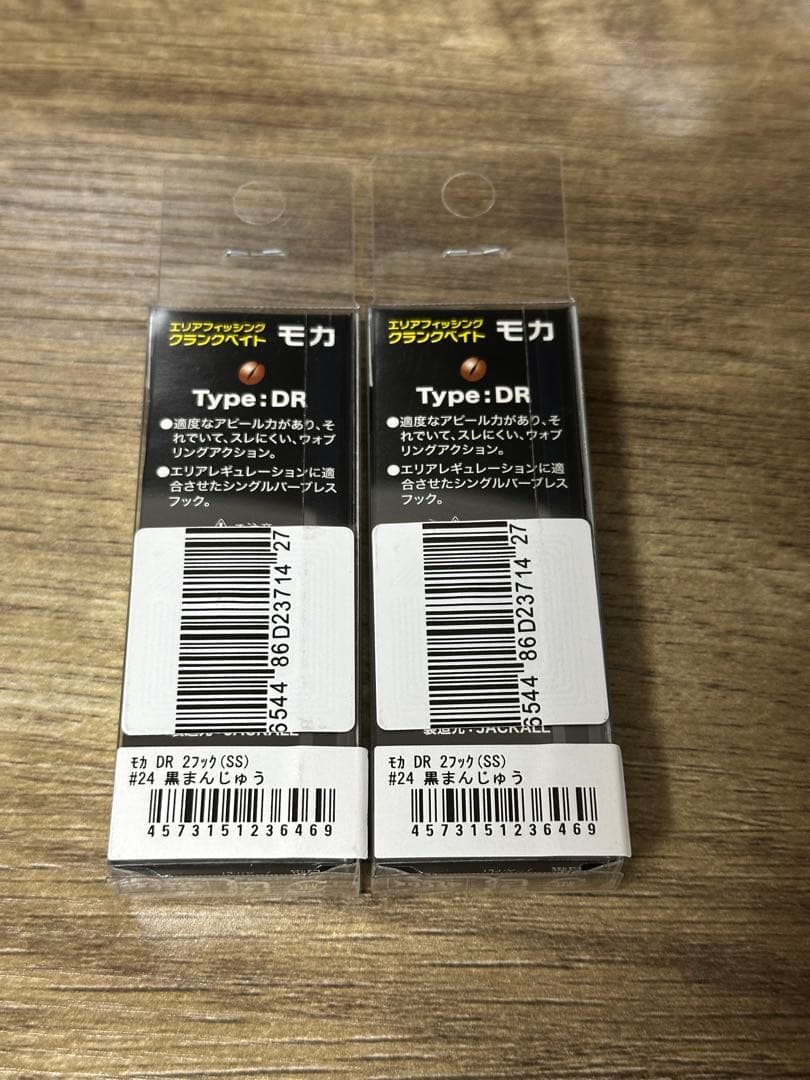 エリアフィッシング
クランクベイト モカ
Type:DR
●適度なアピール力があり、そ
れでいて、スレにくい、ウォブ
リングアクション。
●エリアレギュレーションに適
合させたシングルバーブレス
フック。
6544 86D23714 27
ﾓｶ DR 2ﾌｯｸ(SS)
#24 黒まんじゅう
4573151236469
エリアフィッシング
クランクベイト モカ
Type:DR
●適度なアピール力があり、そ
れでいて、スレにくい、ウォブ
リングアクション。
●エリアレギュレーションに適
合させたシングルバーブレス
フック。
6544 86D23714 27
製造元:JACKALL
ﾓｶ DR 2ﾌｯｸ(SS)
#24 黒まんじゅう
4573151236469